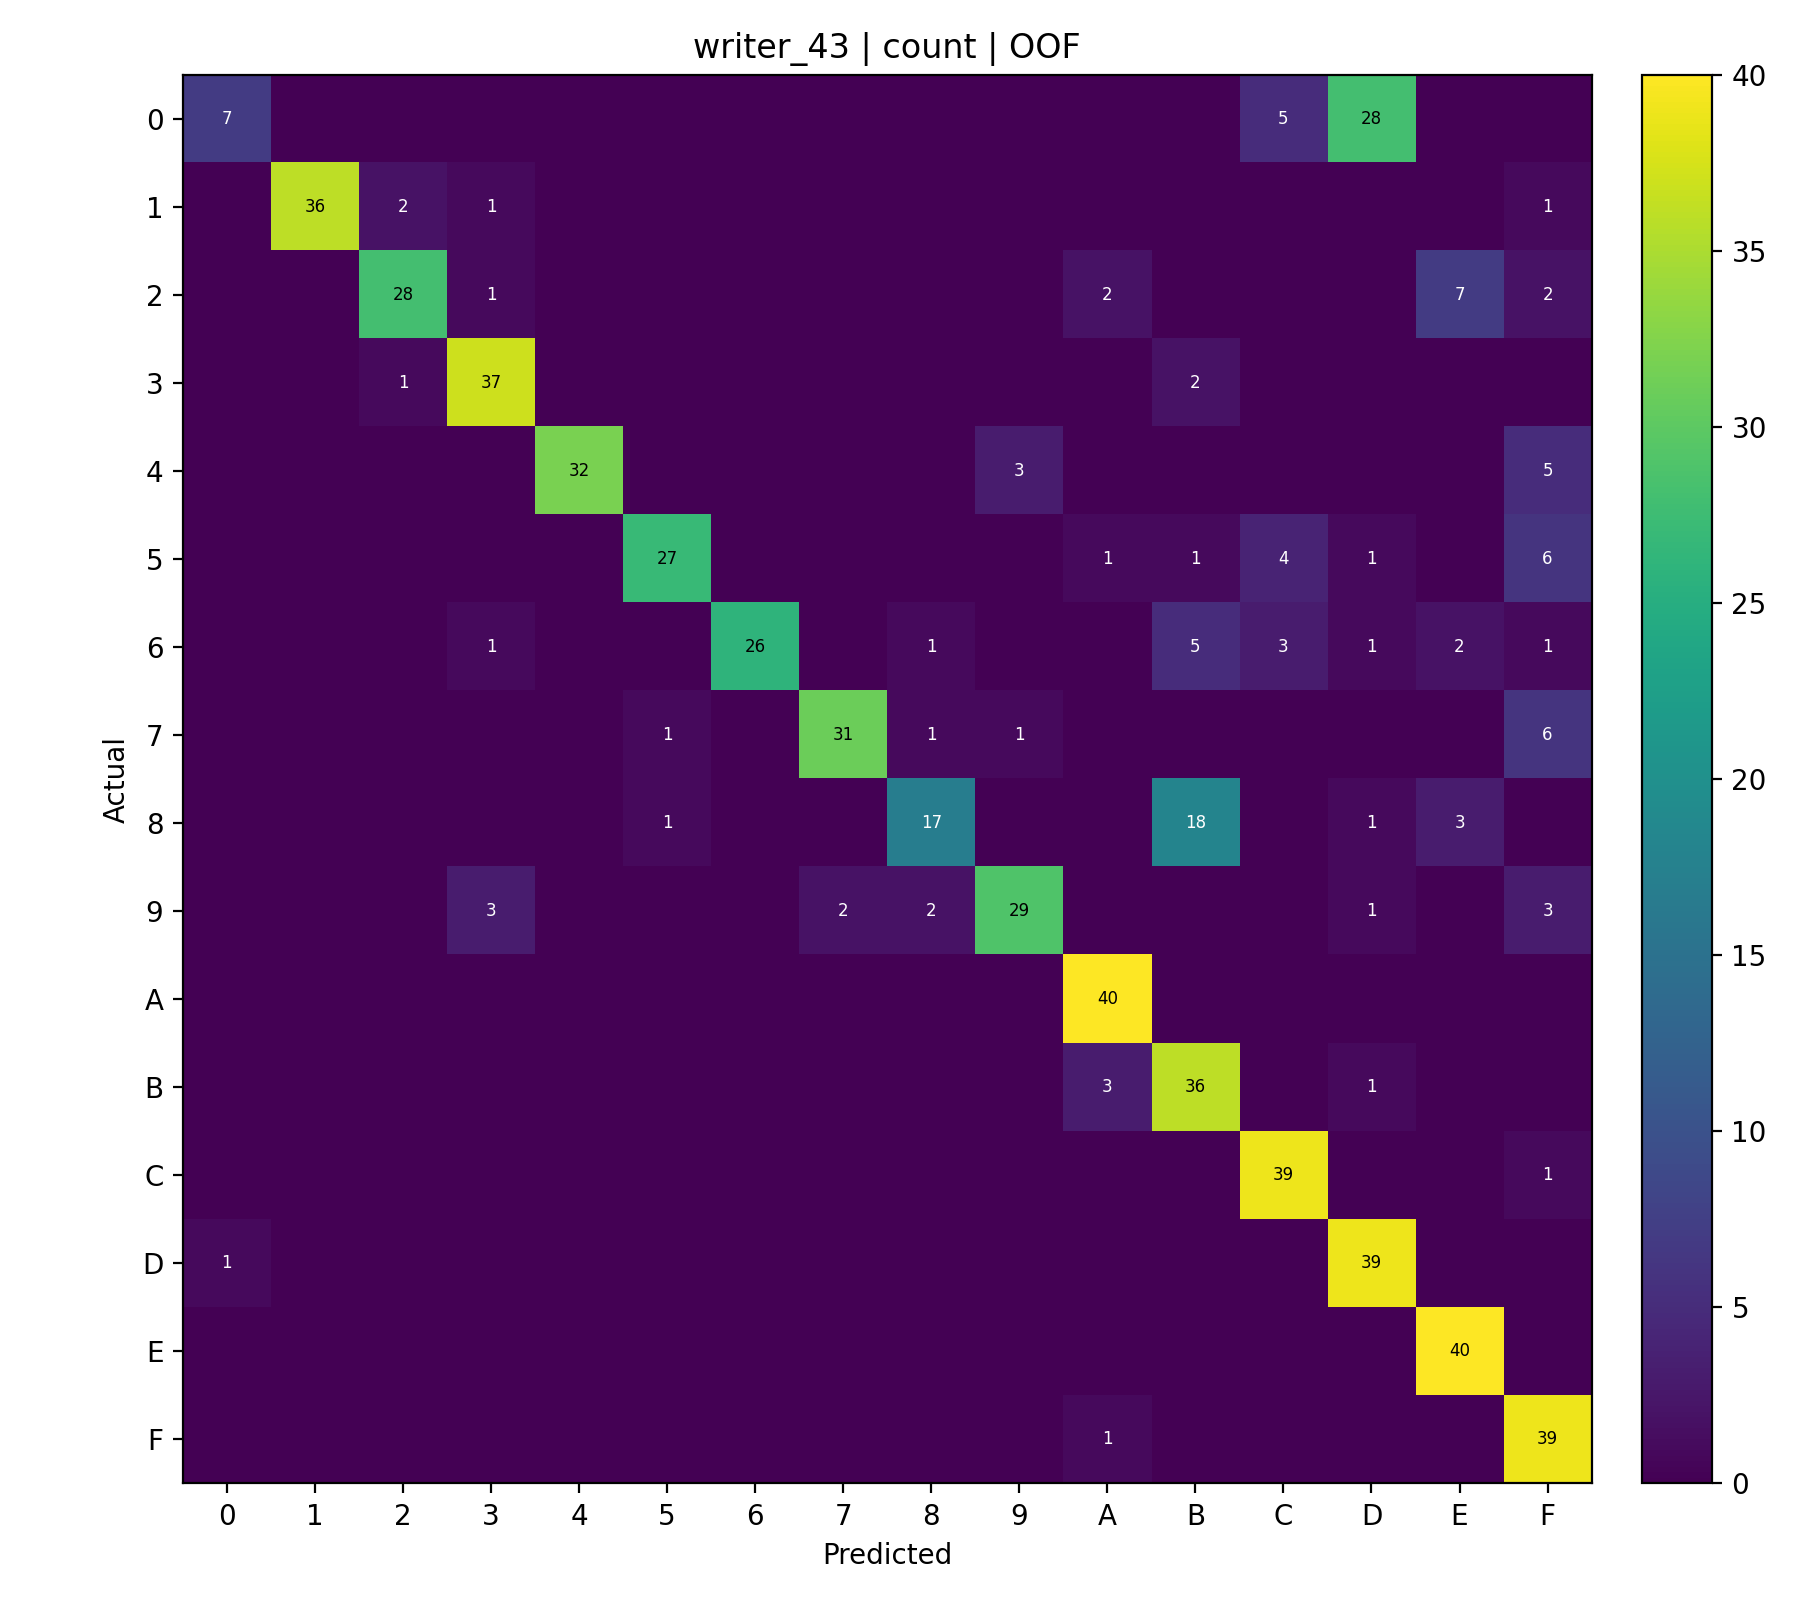 writer_43 | count | OOF
0 7 5 28
1 36 2 1 1
2 28 1 2 7 2
3 1 37 2
4 32 3 5
5 27 1 1 4 1 6
6 1 26 1 5 3 1 2 1
7 1 31 1 1 6
8 1 17 18 1 3
9 3 2 2 29 1 3
A 40
B 3 36 1
C 39 1
D 1 39
E 40
F 1 39
0 1 2 3 4 5 6 7 8 9 A B C D E F
Predicted
Actual
40
35
30
25
20
15
10
5
0